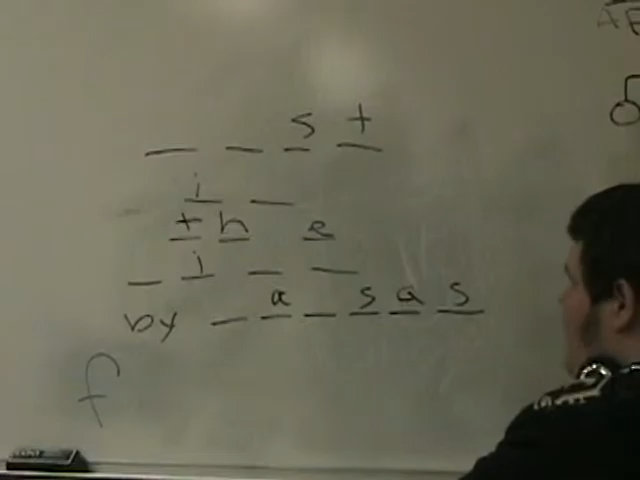 _ _ s t
i _
t h e
_ i _ _
by _ a _ s a s
f